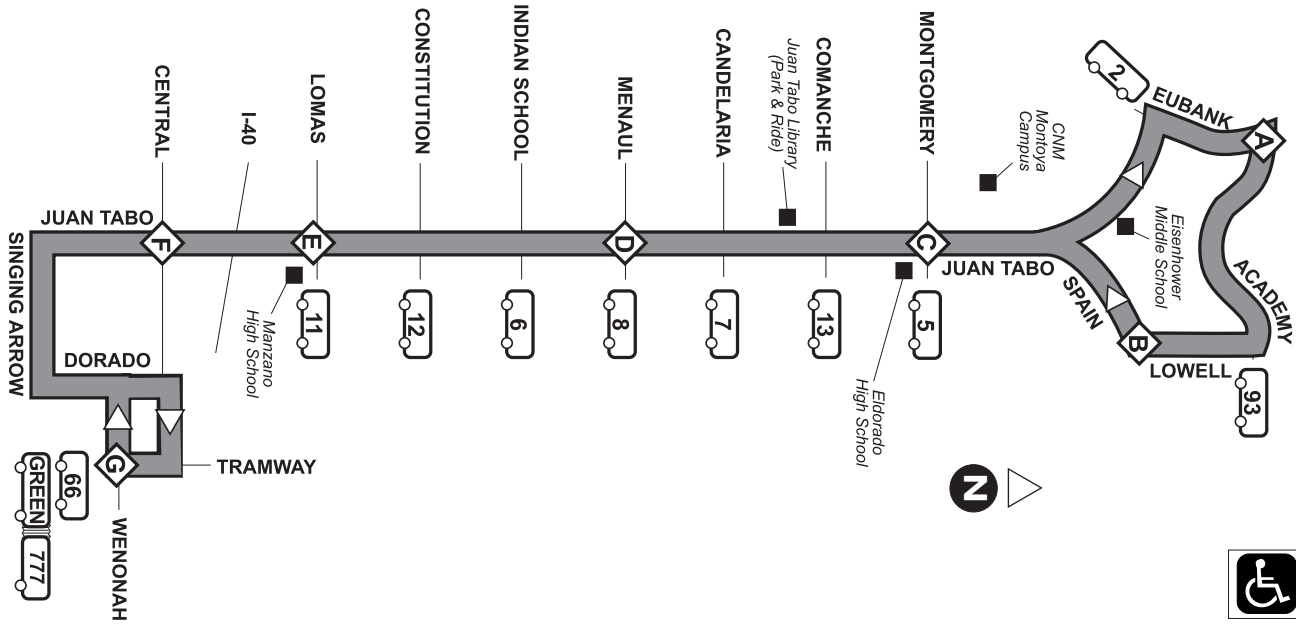 A
EUBANK
2
ACADEMY
CNM
Montoya
Campus
Eisenhower
Middle School
SPAIN
B
LOWELL
93
MONTGOMERY
C
JUAN TABO
5
Eldorado
High School
COMANCHE
13
Juan Tabo Library
(Park & Ride)
CANDELARIA
7
MENAUL
D
8
INDIAN SCHOOL
6
CONSTITUTION
12
LOMAS
E
11
Manzano
High School
I-40
CENTRAL
F
JUAN TABO
SINGING ARROW
DORADO
TRAMWAY
G
WENONAH
66
GREEN
777
N